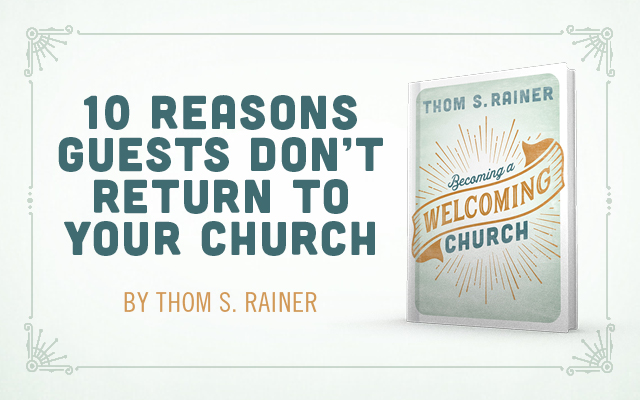 10 REASONS
GUESTS DON'T
RETURN TO
YOUR CHURCH
BY THOM S. RAINER
THOM S. RAINER
Becoming a
WELCOMING
CHURCH